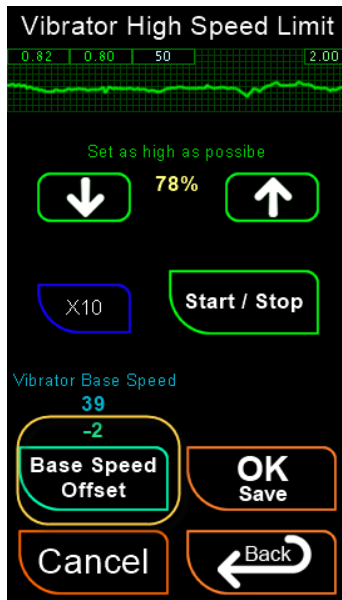 Vibrator High Speed Limit
0.82 0.80 50 2.00
Set as high as possibe
78%
X10
Start / Stop
Vibrator Base Speed
39
-2
Base Speed
Offset
OK
Save
Cancel
Back